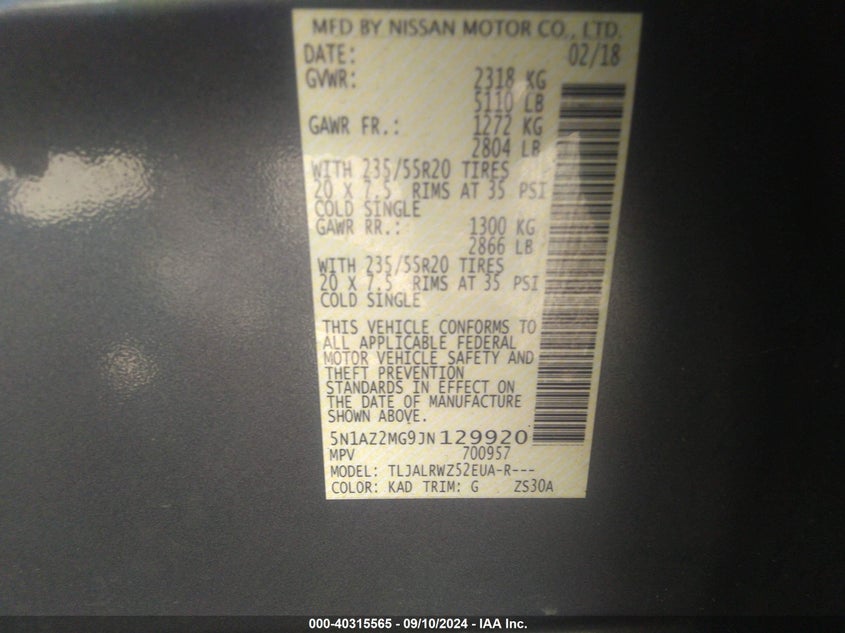 MFD BY NISSAN MOTOR CO., LTD.
DATE: 02/18
GVWR: 2318 KG
5110 LB
GAWR FR.: 1272 KG
2804 LB
WITH 235/55R20 TIRES
20 X 7.5 RIMS AT 35 PSI
COLD SINGLE
GAWR RR.: 1300 KG
2866 LB
WITH 235/55R20 TIRES
20 X 7.5 RIMS AT 35 PSI
COLD SINGLE
THIS VEHICLE CONFORMS TO
ALL APPLICABLE FEDERAL
MOTOR VEHICLE SAFETY AND
THEFT PREVENTION
STANDARDS IN EFFECT ON
THE DATE OF MANUFACTURE
SHOWN ABOVE.
5N1AZ2MG9JN129920
MPV 700957
MODEL: TLJALRWZ52EUA-R---
COLOR: KAD TRIM: G ZS30A
000-40315565 - 09/10/2024 - IAA Inc.